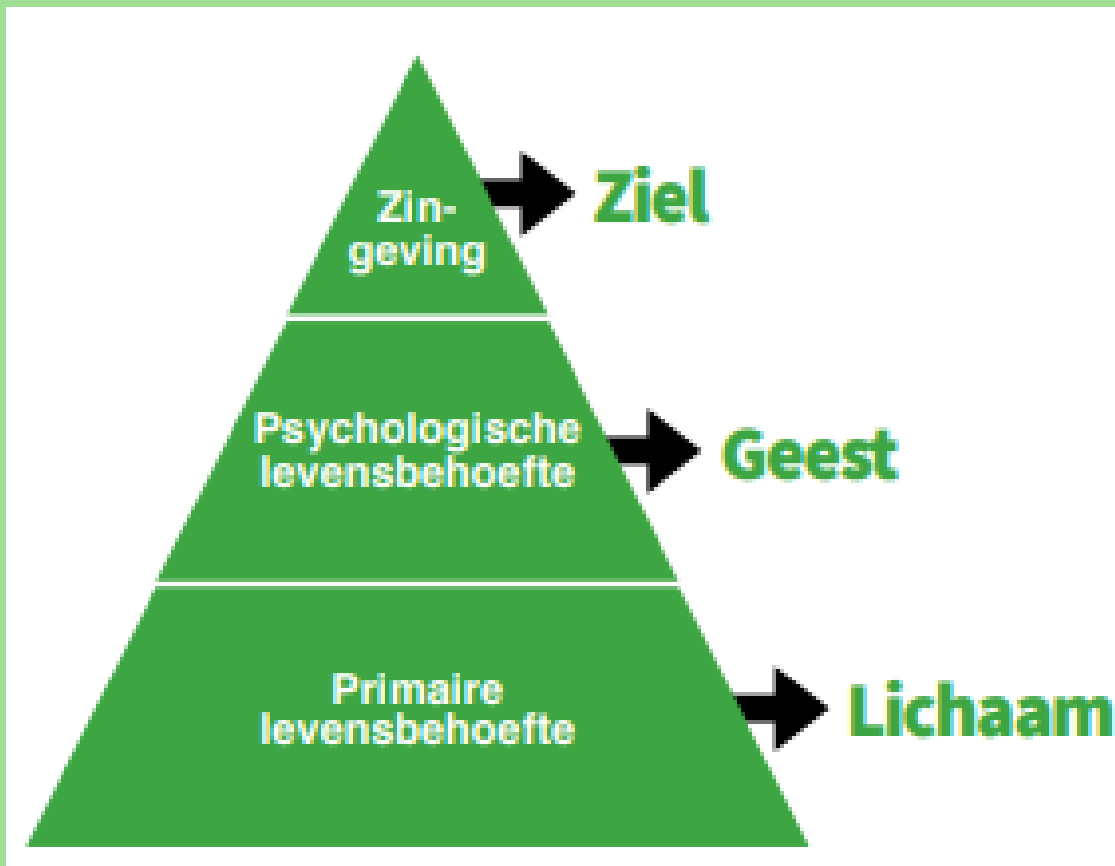 Zin-
geving
Ziel
Psychologische
levensbehoefte
Geest
Primaire
levensbehoefte
Lichaam